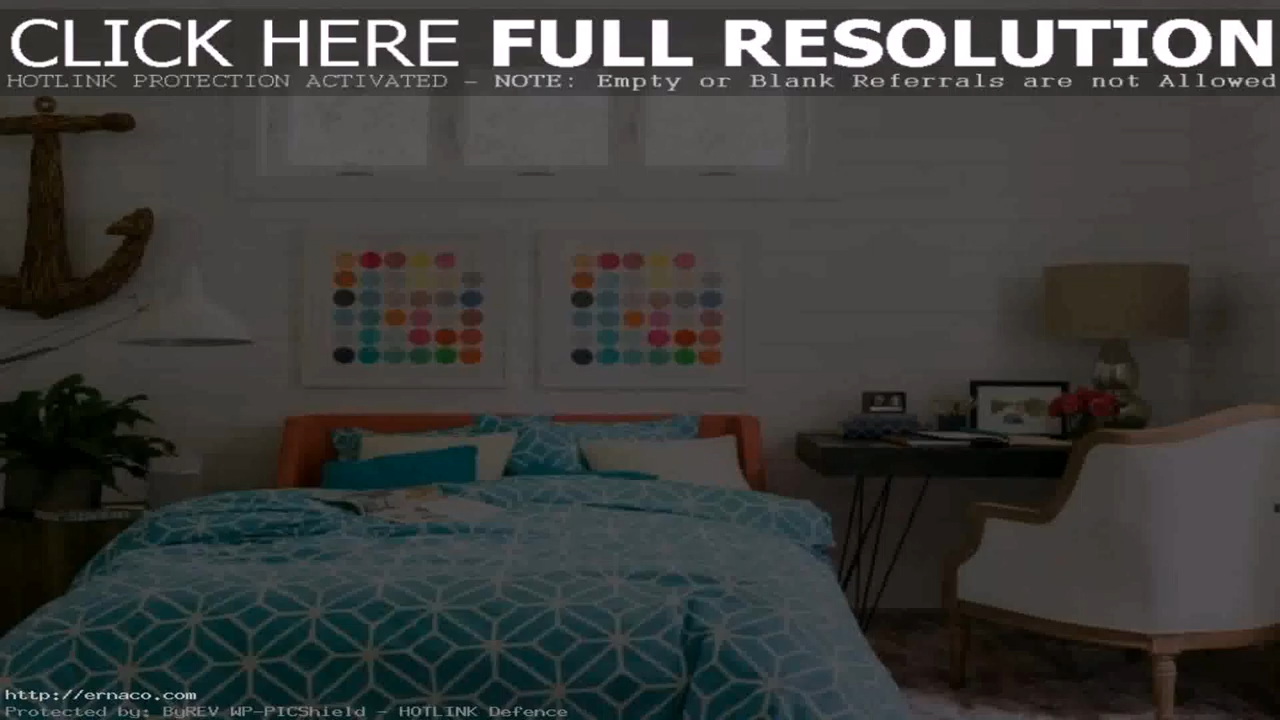 CLICK HERE FULL RESOLUTION
HOTLINK PROTECTION ACTIVATED - NOTE: Empty or Blank Referrals are not Allowed
http://ernaco.com
Protected by: ByREV WP-PICShield - HOTLINK Defence